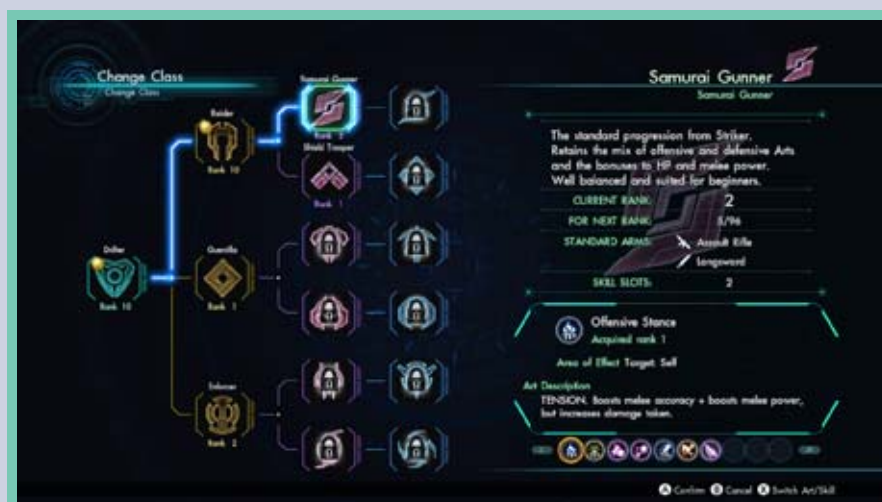 Change Class
Change Class
Samurai Gunner
Rank 2
Raider
Rank 10
Shield Trooper
Rank 1
Drifter
Rank 10
Guerilla
Rank 1
Enforcer
Rank 2
Samurai Gunner
Samurai Gunner
The standard progression from Striker.
Retains the mix of offensive and defensive Arts
and the bonuses to HP and melee power.
Well balanced and suited for beginners.
CURRENT RANK: 2
FOR NEXT RANK: 5/96
STANDARD ARMS: Assault Rifle
Longsword
SKILL SLOTS: 2
Offensive Stance
Acquired rank 1
Area of Effect Target: Self
Art Description
TENSION: Boosts melee accuracy + boosts melee power,
but increases damage taken.
A Confirm B Cancel X Switch Art/Skill